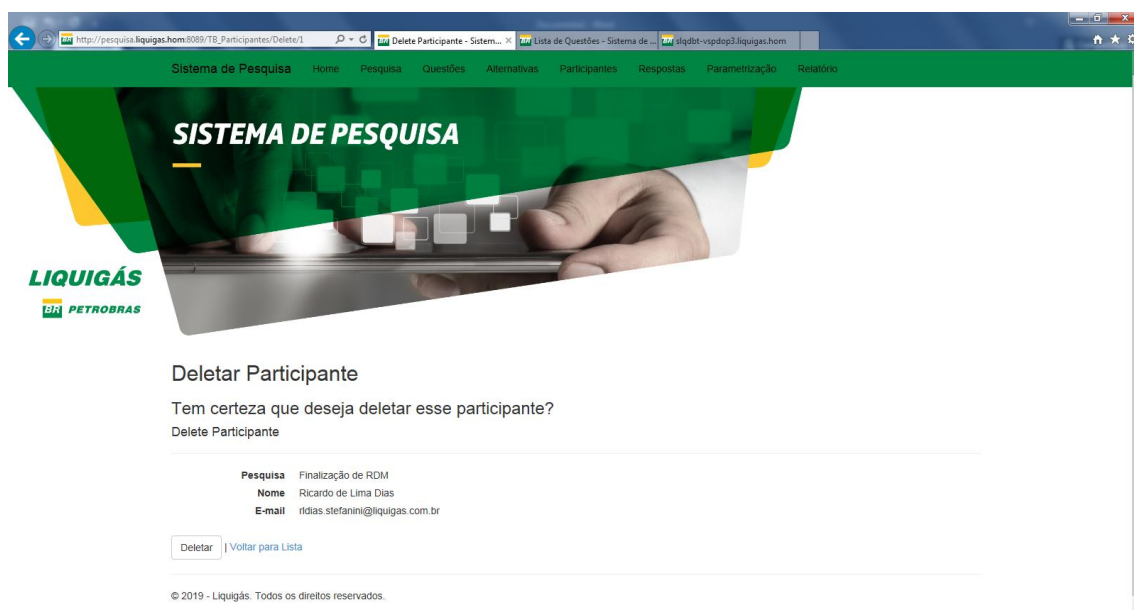 http://pesquisa.liquigas.hom:8089/TB_Participantes/Delete/1
Delete Participante - Sistem...
Lista de Questões - Sistema de ...
slqdbt-vspdop3.liquigas.hom
Sistema de Pesquisa Home Pesquisa Questões Alternativas Participantes Respostas Parametrização Relatório
SISTEMA DE PESQUISA
LIQUIGÁS
BR PETROBRAS
Deletar Participante
Tem certeza que deseja deletar esse participante?
Delete Participante
Pesquisa Finalização de RDM
Nome Ricardo de Lima Dias
E-mail rldias.stefanini@liquigas.com.br
Deletar | Voltar para Lista
© 2019 - Liquigás. Todos os direitos reservados.